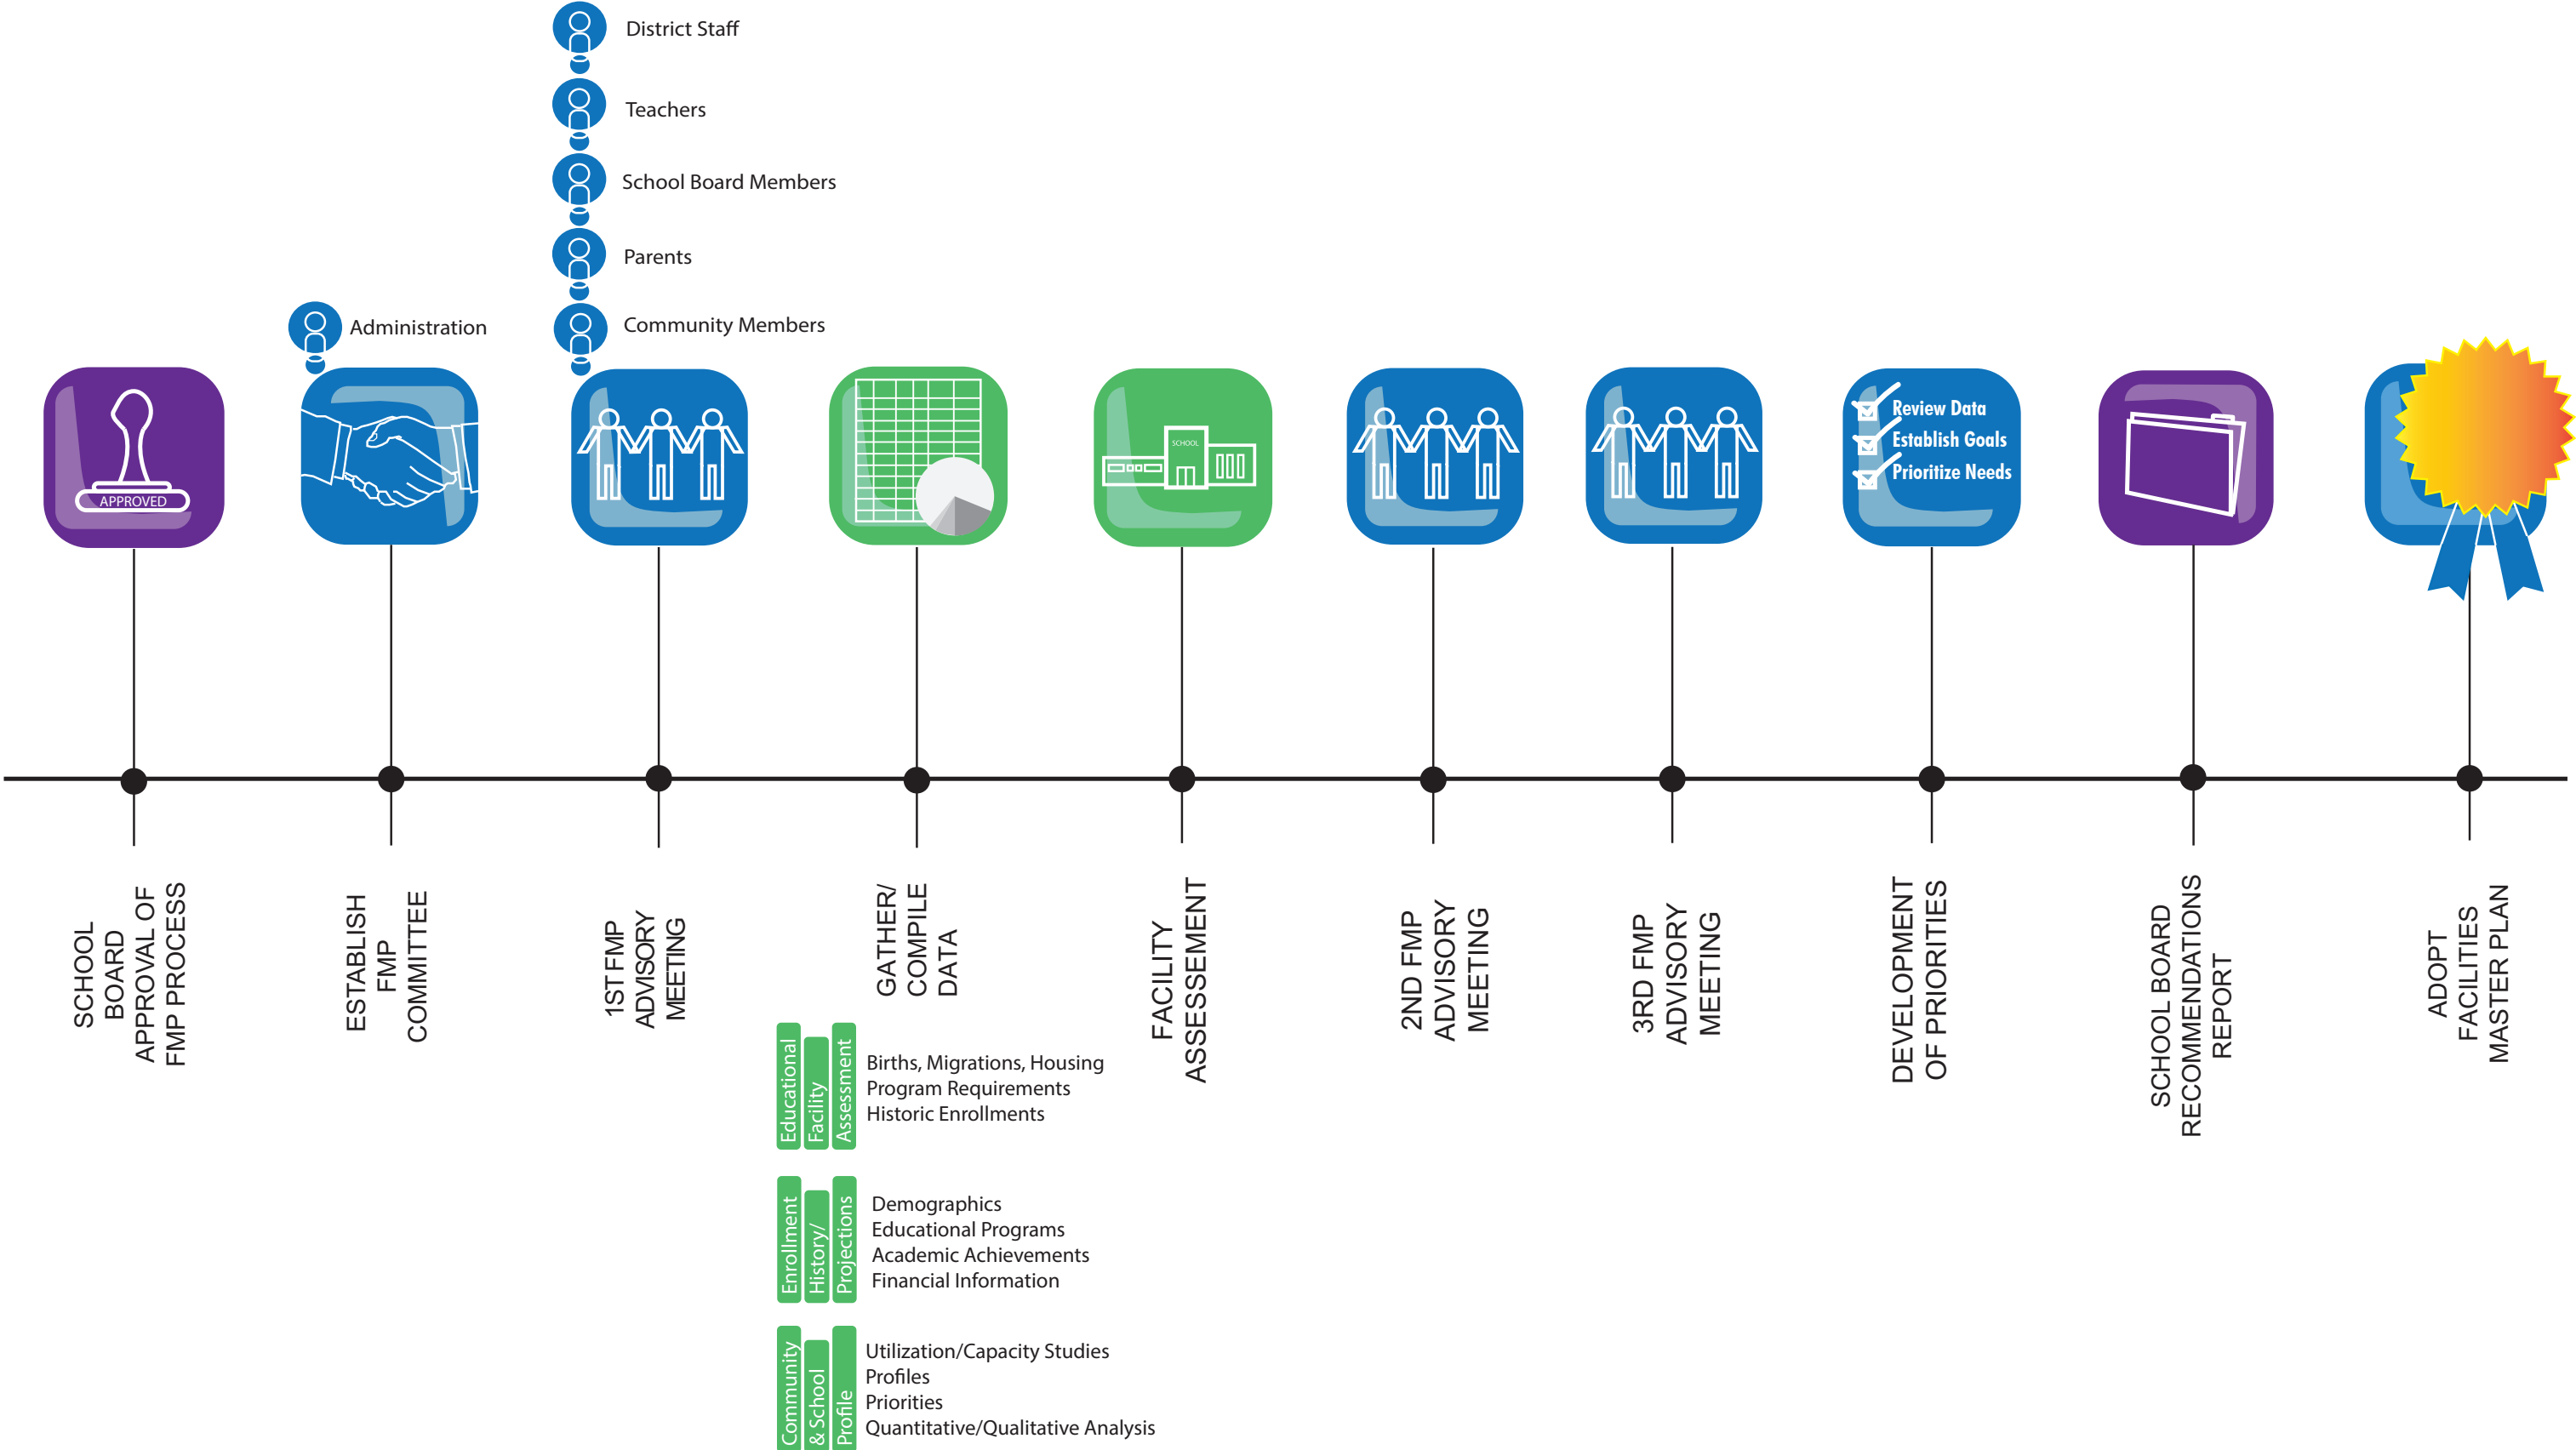 District Staff
Teachers
School Board Members
Parents
Community Members
Administration
APPROVED
SCHOOL
Review Data
Establish Goals
Prioritize Needs
SCHOOL
BOARD
APPROVAL OF
FMP PROCESS
ESTABLISH
FMP
COMMITTEE
1ST FMP
ADVISORY
MEETING
GATHER/
COMPILE
DATA
FACILITY
ASSESSEMENT
2ND FMP
ADVISORY
MEETING
3RD FMP
ADVISORY
MEETING
DEVELOPMENT
OF PRIORITIES
SCHOOL BOARD
RECOMMENDATIONS
REPORT
ADOPT
FACILITIES
MASTER PLAN
Educational
Facility
Assessment
Births, Migrations, Housing
Program Requirements
Historic Enrollments
Enrollment
History/
Projections
Demographics
Educational Programs
Academic Achievements
Financial Information
Community
& School
Profile
Utilization/Capacity Studies
Profiles
Priorities
Quantitative/Qualitative Analysis